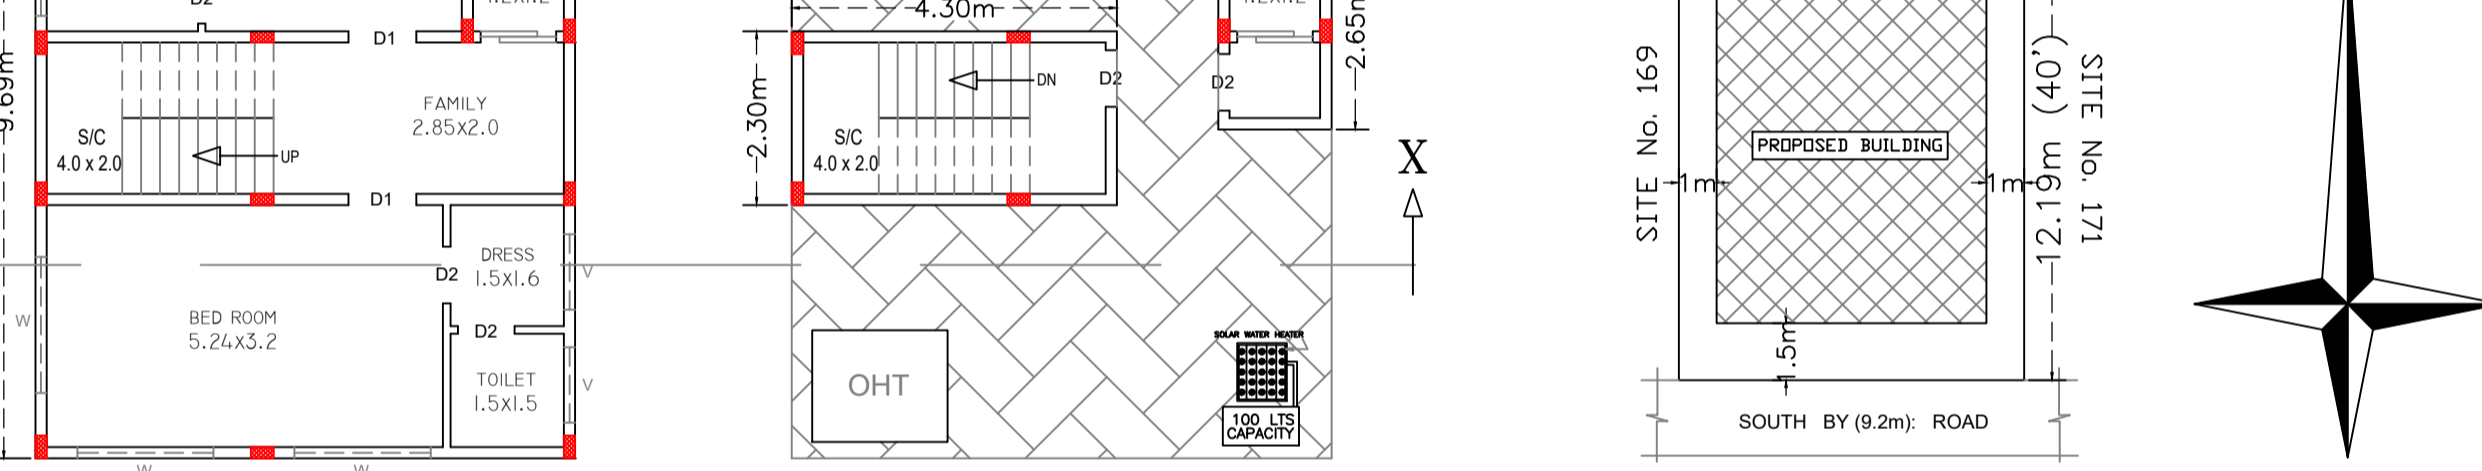 D2
4.30m
D1
9.69m
FAMILY
2.85X2.0
S/C
4.0 x 2.0
UP
D1
DRESS
1.5X1.6
D2
V
W
BED ROOM
5.24X3.2
D2
TOILET
1.5X1.5
V
W
W
2.30m
DN
D2
S/C
4.0 x 2.0
D2
2.65m
X
OHT
SOLAR WATER HEATER
100 LTS
CAPACITY
SITE No. 169
1m
PROPOSED BUILDING
1m
12.19m (40')
SITE No. 171
1.5m
SOUTH BY (9.2m): ROAD